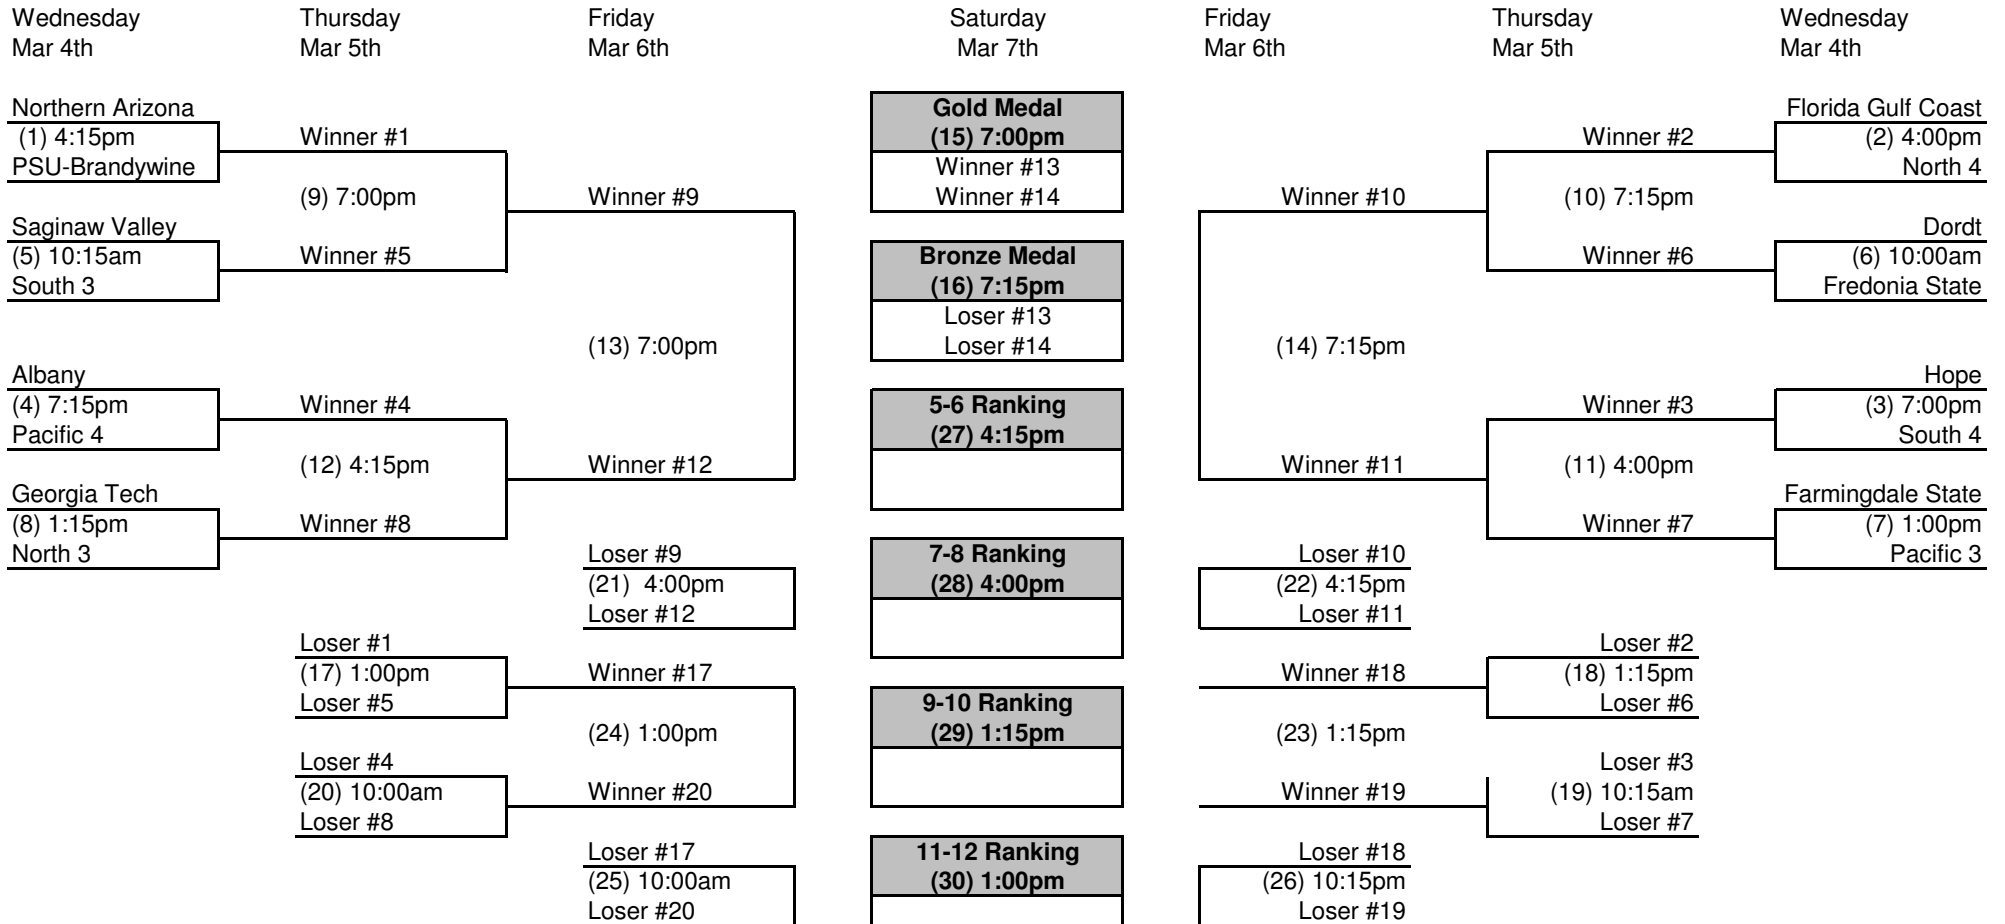 Wednesday Thursday Friday Saturday Friday Thursday Wednesday
Mar 4th Mar 5th Mar 6th Mar 7th Mar 6th Mar 5th Mar 4th
Northern Arizona Gold Medal Florida Gulf Coast
(1) 4:15pm Winner #1 (15) 7:00pm Winner #2 (2) 4:00pm
PSU-Brandywine Winner #13 North 4
(9) 7:00pm Winner #9 Winner #14 Winner #10 (10) 7:15pm
Saginaw Valley Dordt
(5) 10:15am Winner #5 Bronze Medal Winner #6 (6) 10:00am
South 3 (16) 7:15pm Fredonia State
Loser #13
(13) 7:00pm Loser #14 (14) 7:15pm
Albany Hope
(4) 7:15pm Winner #4 5-6 Ranking Winner #3 (3) 7:00pm
Pacific 4 (27) 4:15pm South 4
(12) 4:15pm Winner #12 Winner #11 (11) 4:00pm
Georgia Tech Farmingdale State
(8) 1:15pm Winner #8 Winner #7 (7) 1:00pm
North 3 Loser #9 7-8 Ranking Loser #10 Pacific 3
(21) 4:00pm (28) 4:00pm (22) 4:15pm
Loser #12 Loser #11
Loser #1 Loser #2
(17) 1:00pm Winner #17 Winner #18 (18) 1:15pm
Loser #5 9-10 Ranking Loser #6
(24) 1:00pm (29) 1:15pm (23) 1:15pm
Loser #4 Loser #3
(20) 10:00am Winner #20 Winner #19 (19) 10:15am
Loser #8 Loser #7
Loser #17 11-12 Ranking Loser #18
(25) 10:00am (30) 1:00pm (26) 10:15pm
Loser #20 Loser #19